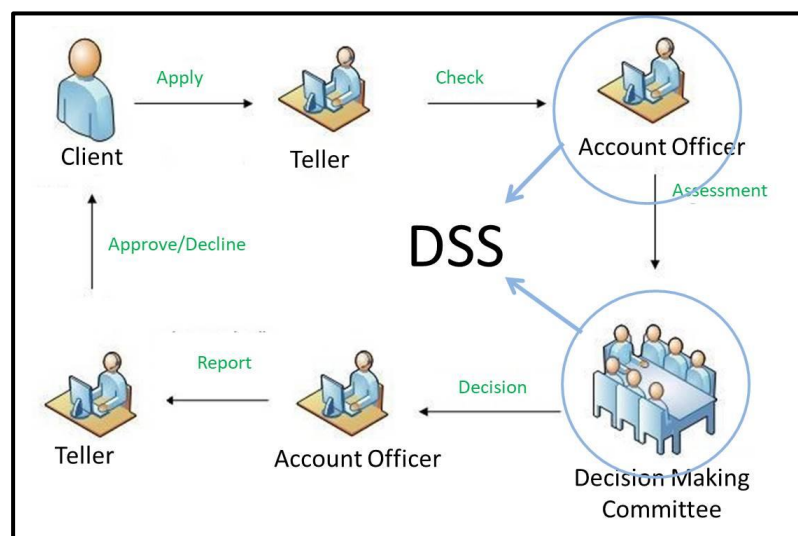 Apply
Check
Client
Teller
Account Officer
Assessment
DSS
Approve/Decline
Report
Decision
Teller
Account Officer
Decision Making
Committee